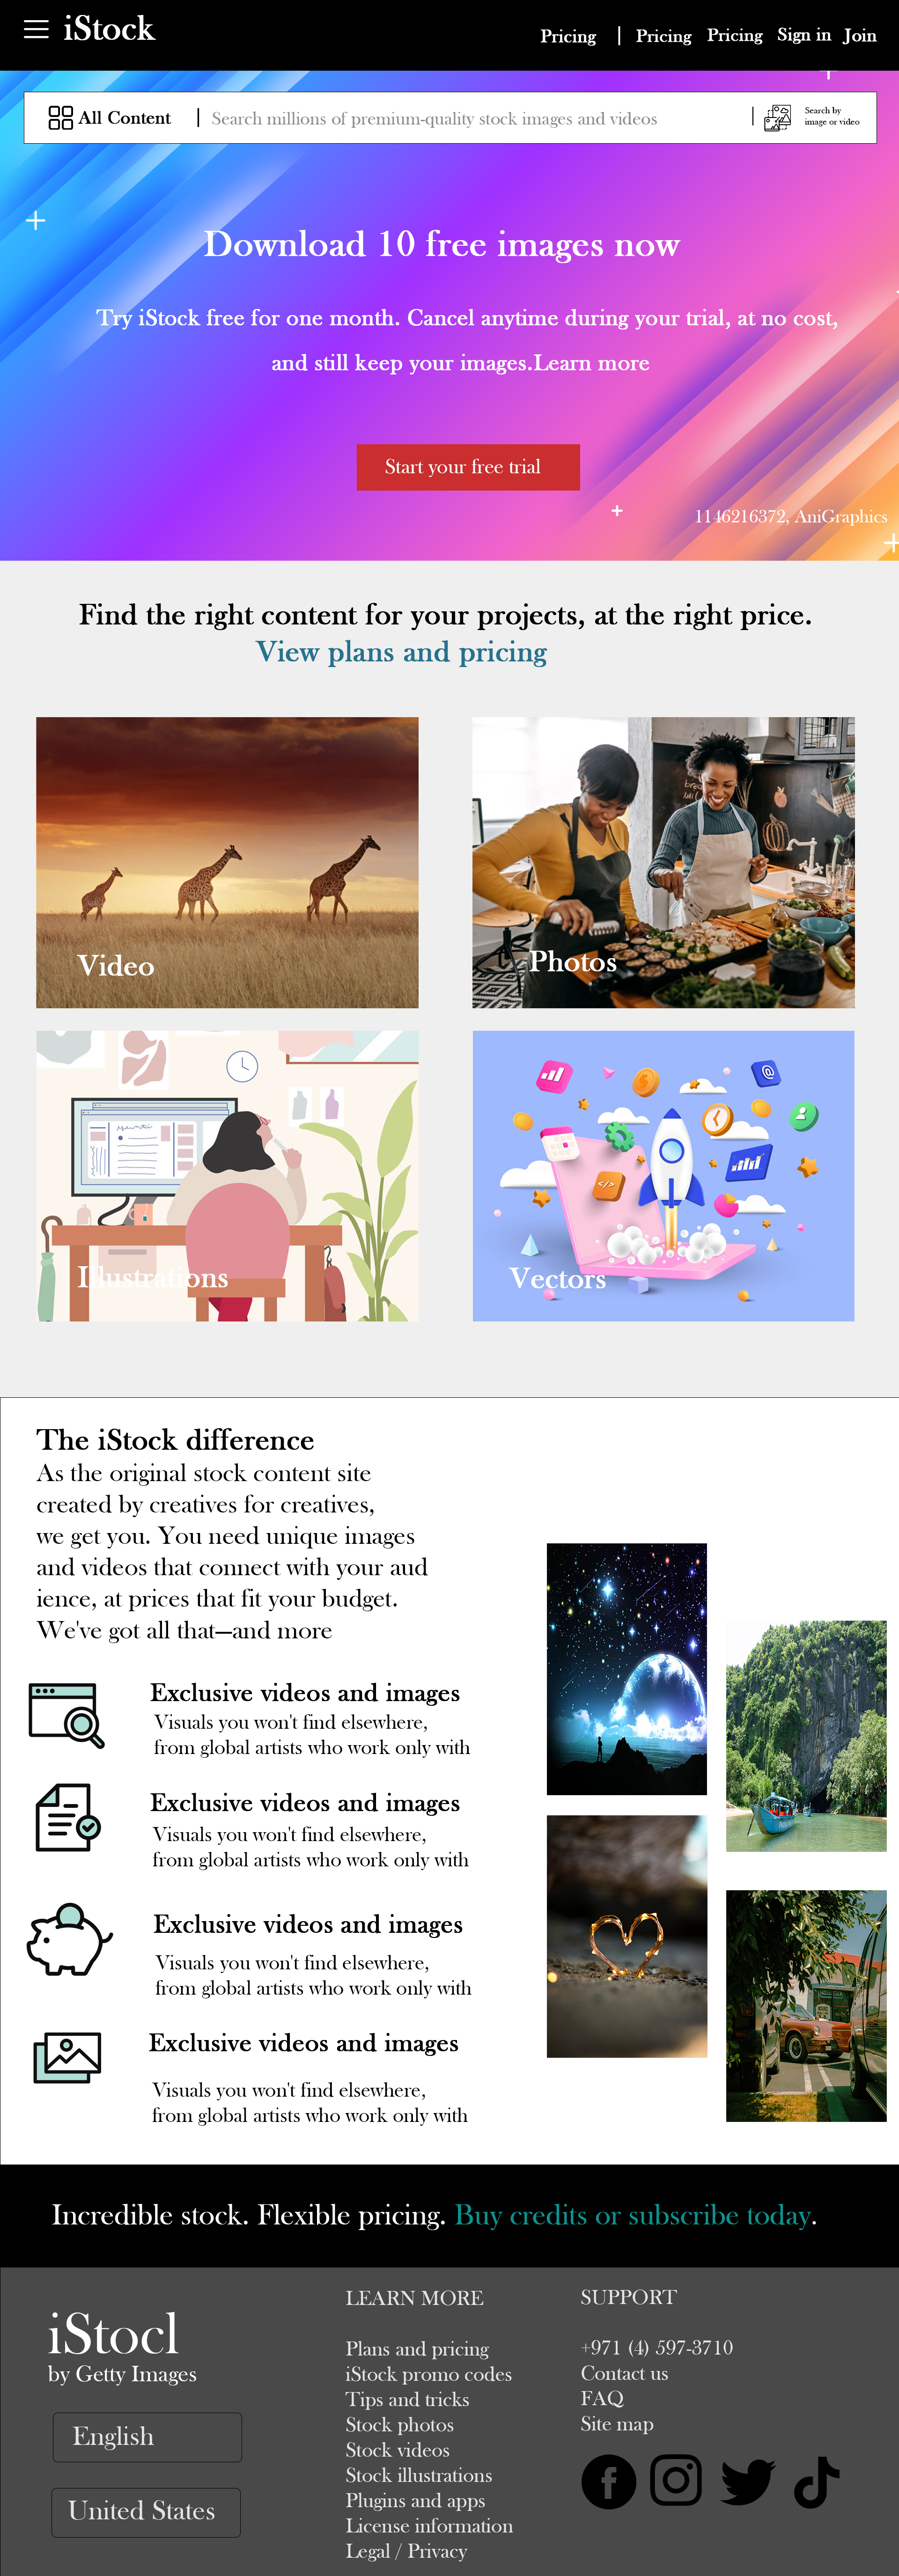 iStock
Pricing | Pricing Pricing Sign in Join
All Content | Search millions of premium-quality stock images and videos | Search by
image or video
Download 10 free images now
Try iStock free for one month. Cancel anytime during your trial, at no cost,
and still keep your images.Learn more
Start your free trial
1146216372, AniGraphics
Find the right content for your projects, at the right price.
View plans and pricing
Video
Photos
Illustrations
Vectors
The iStock difference
As the original stock content site
created by creatives for creatives,
we get you. You need unique images
and videos that connect with your aud
ience, at prices that fit your budget.
We've got all that—and more
Exclusive videos and images
Visuals you won't find elsewhere,
from global artists who work only with
Exclusive videos and images
Visuals you won't find elsewhere,
from global artists who work only with
Exclusive videos and images
Visuals you won't find elsewhere,
from global artists who work only with
Exclusive videos and images
Visuals you won't find elsewhere,
from global artists who work only with
Incredible stock. Flexible pricing. Buy credits or subscribe today.
iStocl
by Getty Images
English
United States
LEARN MORE
Plans and pricing
iStock promo codes
Tips and tricks
Stock photos
Stock videos
Stock illustrations
Plugins and apps
License information
Legal / Privacy
SUPPORT
+971 (4) 597-3710
Contact us
FAQ
Site map